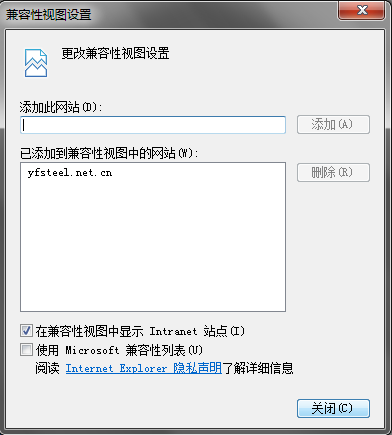 兼容性视图设置
更改兼容性视图设置
添加此网站(D):
添加(A)
已添加到兼容性视图中的网站(W):
yfsteel.net.cn
删除(R)
在兼容性视图中显示 Intranet 站点(I)
使用 Microsoft 兼容性列表(U)
阅读 Internet Explorer 隐私声明了解详细信息
关闭(C)